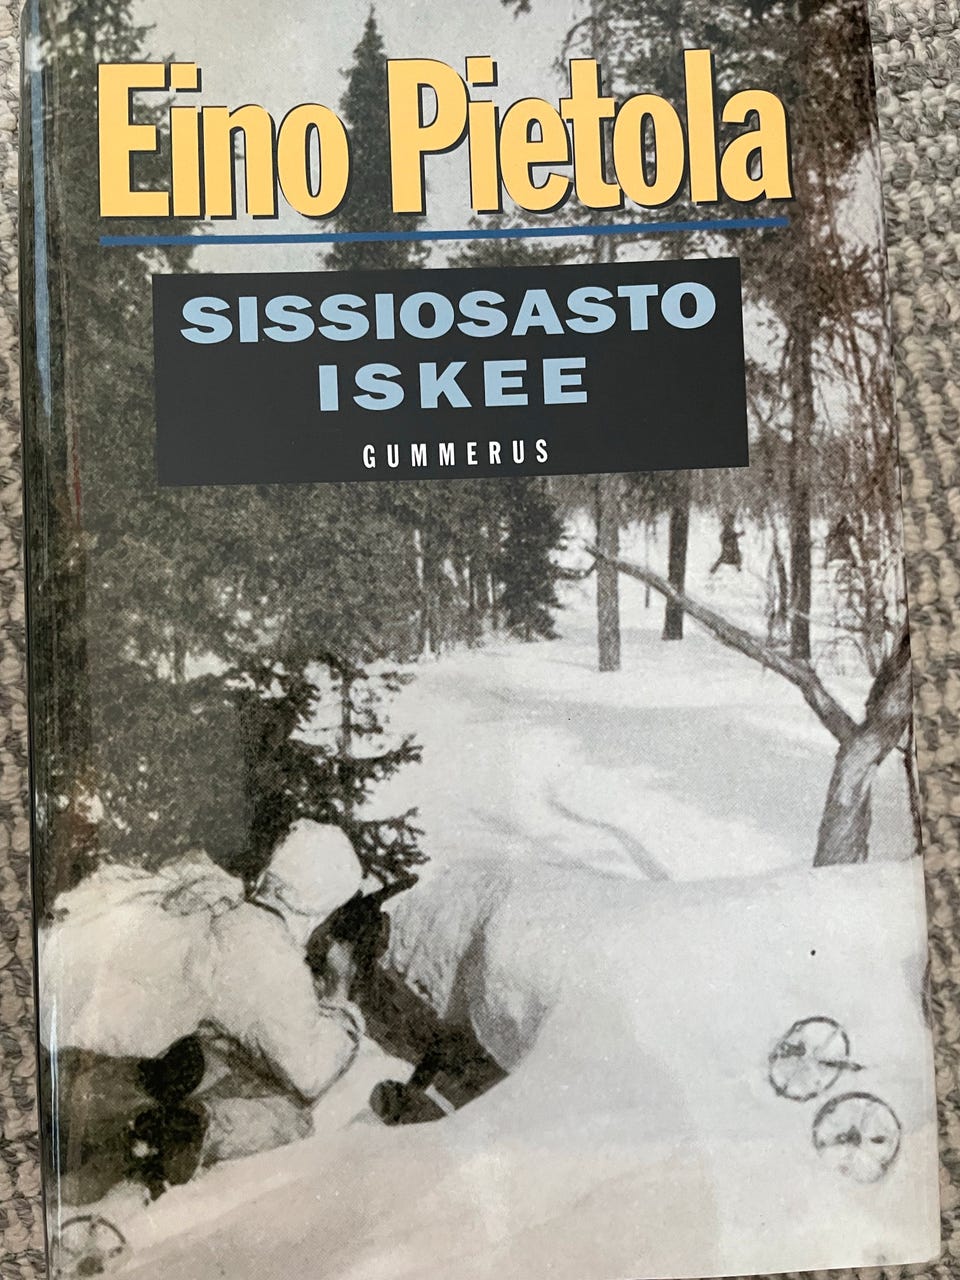 Eino Pietola
SISSIOSASTO
ISKEE
GUMMERUS